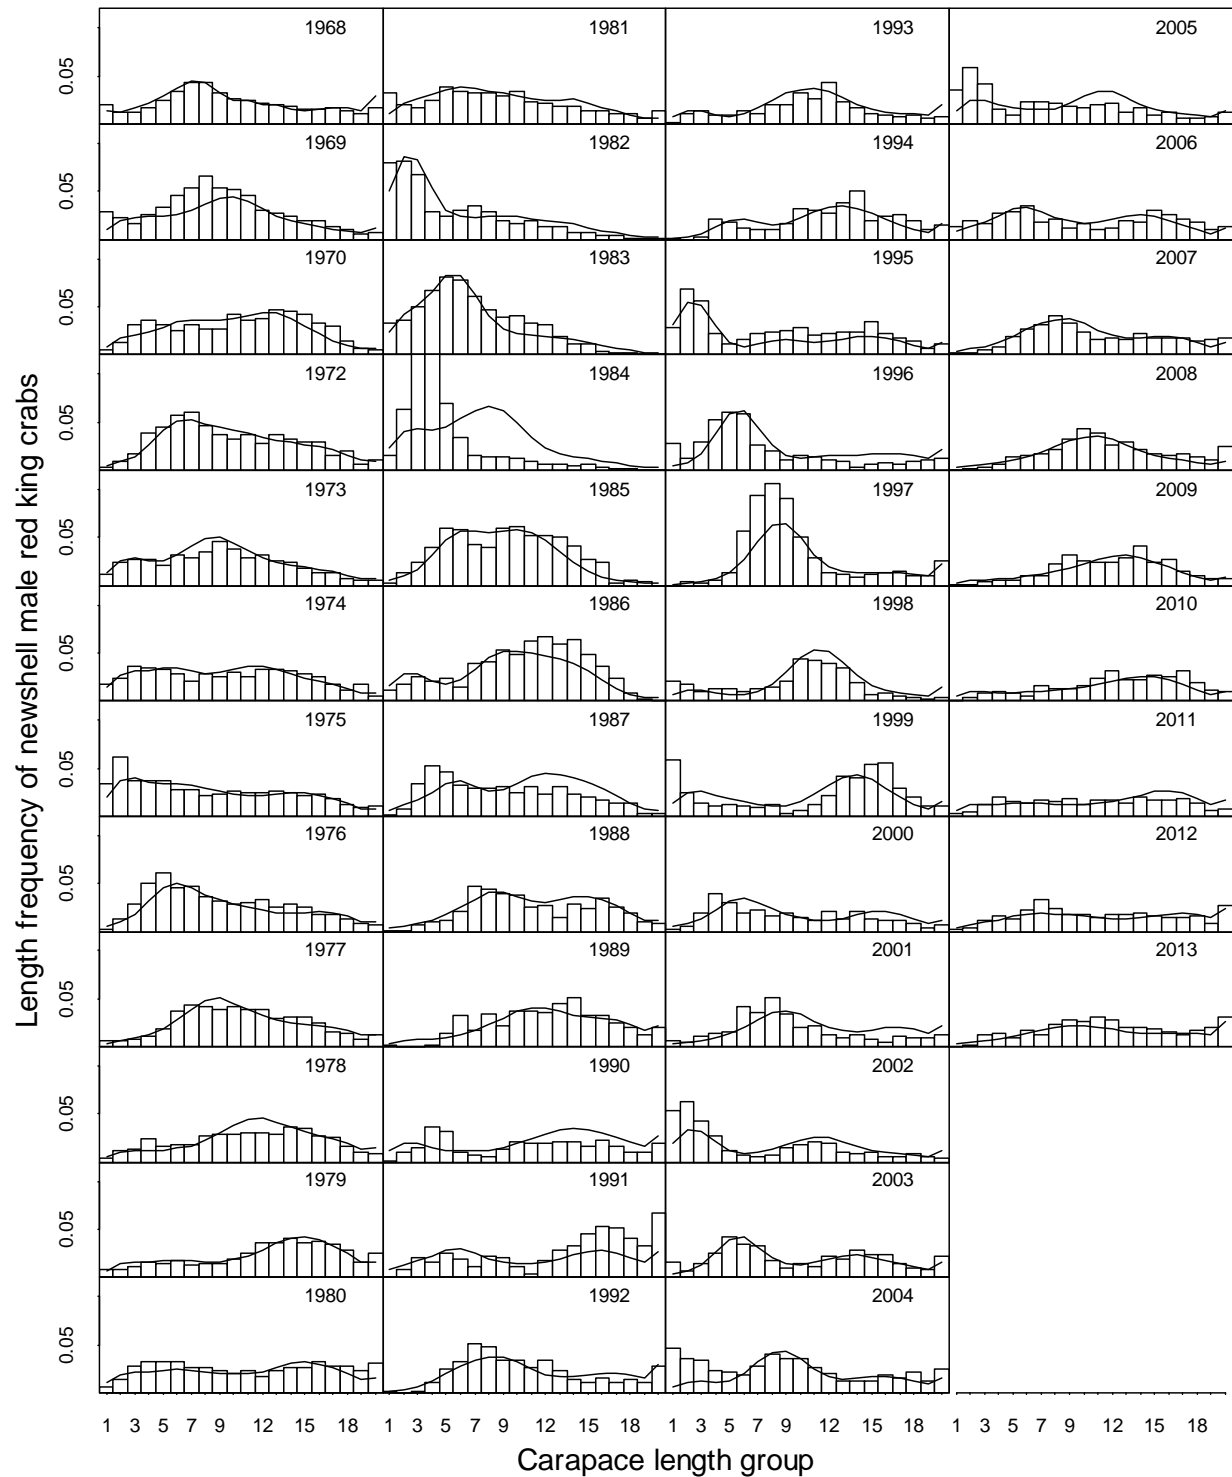 Length frequency of newshell male red king crabs
1968 1981 1993 2005
0.05
1969 1982 1994 2006
0.05
1970 1983 1995 2007
0.05
1972 1984 1996 2008
0.05
1973 1985 1997 2009
0.05
1974 1986 1998 2010
0.05
1975 1987 1999 2011
0.05
1976 1988 2000 2012
0.05
1977 1989 2001 2013
0.05
1978 1990 2002
0.05
1979 1991 2003
0.05
1980 1992 2004
0.05
1 3 5 7 9 12 15 18 1 3 5 7 9 12 15 18 1 3 5 7 9 12 15 18 1 3 5 7 9 12 15 18
Carapace length group